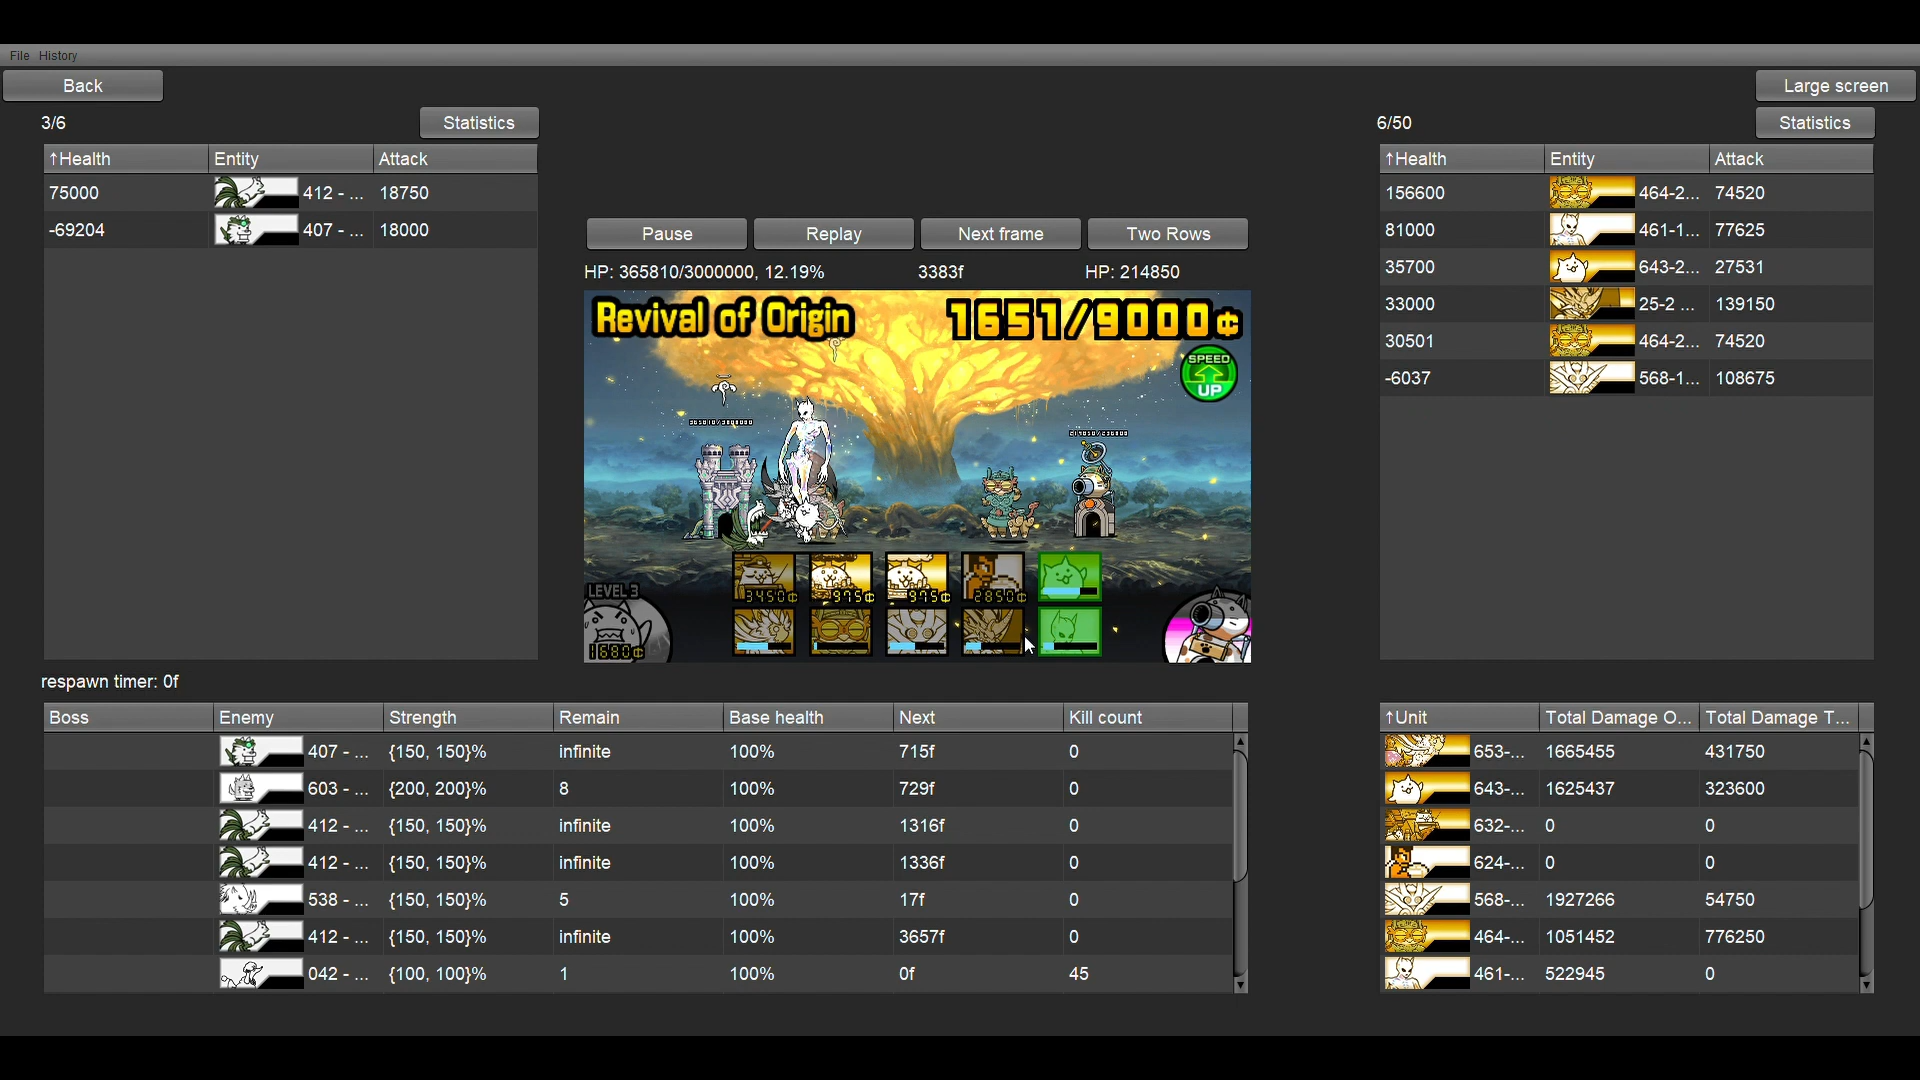 File History
Back
Large screen
3/6
Statistics
6/50
Statistics
↑Health Entity Attack
75000 412 - ... 18750
-69204 407 - ... 18000
↑Health Entity Attack
156600 464-2... 74520
81000 461-1... 77625
35700 643-2... 27531
33000 25-2 ... 139150
30501 464-2... 74520
-6037 568-1... 108675
Pause Replay Next frame Two Rows
HP: 365810/3000000, 12.19% 3383f HP: 214850
Revival of Origin 1651/9000¢
SPEED
UP
365810/3000000
3450¢ 975¢ 975¢ 2850¢
LEVEL 3
1680¢
respawn timer: 0f
Boss Enemy Strength Remain Base health Next Kill count
407 - ... {150, 150}% infinite 100% 715f 0
603 - ... {200, 200}% 8 100% 729f 0
412 - ... {150, 150}% infinite 100% 1316f 0
412 - ... {150, 150}% infinite 100% 1336f 0
538 - ... {150, 150}% 5 100% 17f 0
412 - ... {150, 150}% infinite 100% 3657f 0
042 - ... {100, 100}% 1 100% 0f 45
↑Unit Total Damage O... Total Damage T...
653-... 1665455 431750
643-... 1625437 323600
632-... 0 0
624-... 0 0
568-... 1927266 54750
464-... 1051452 776250
461-... 522945 0